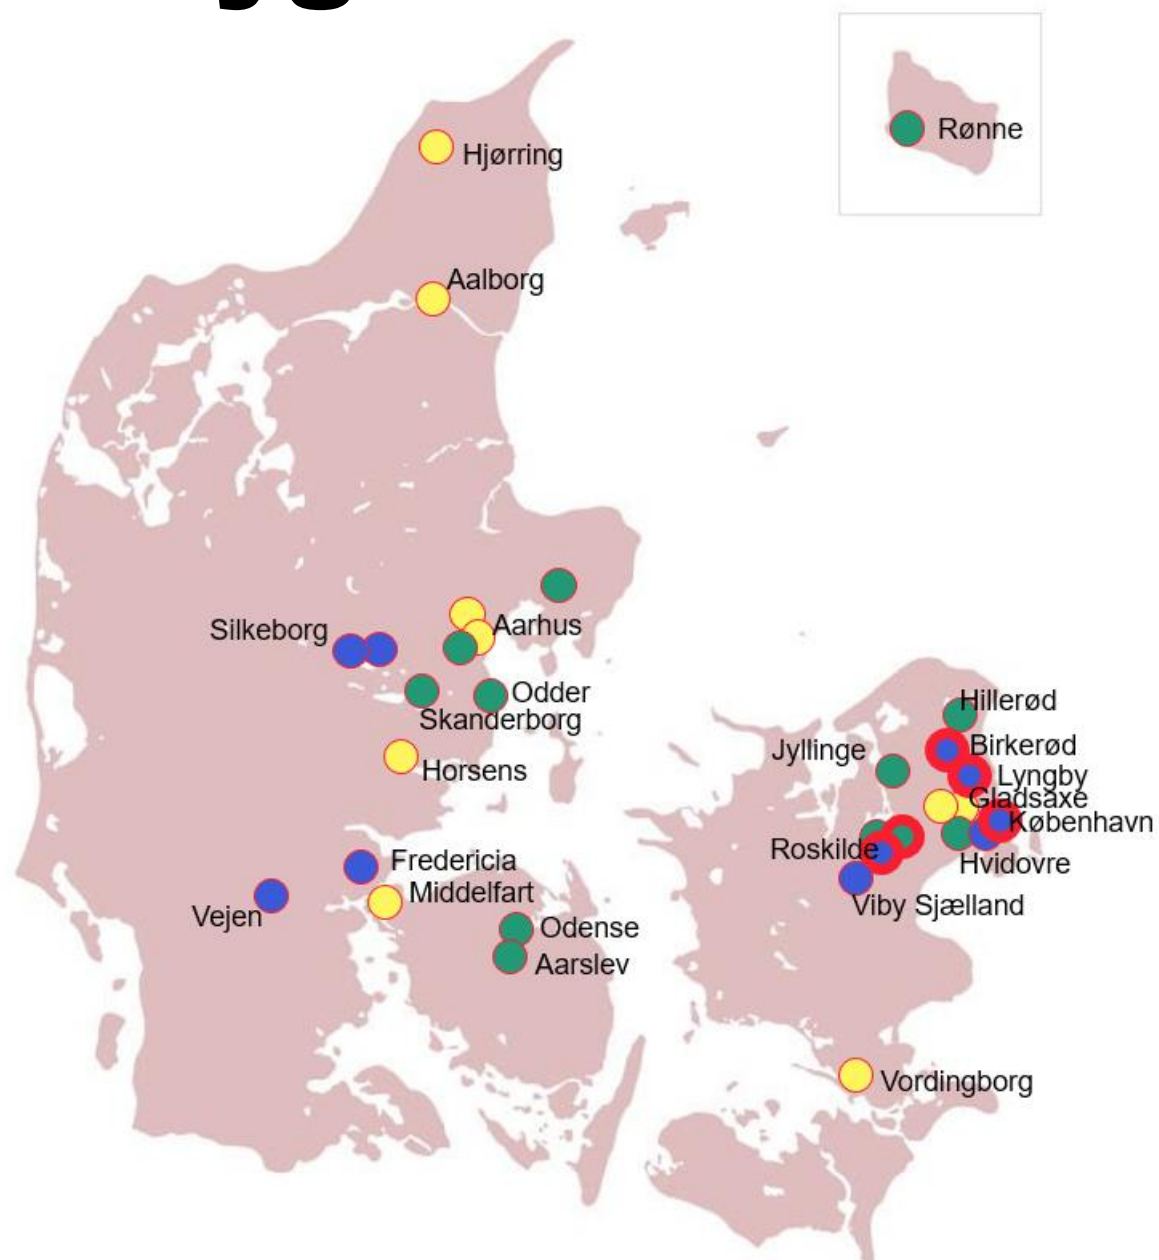 Rønne
Hjørring
Aalborg
Silkeborg
Aarhus
Odder
Skanderborg
Horsens
Hillerød
Birkerød
Jyllinge
Lyngby
Gladsaxe
København
Roskilde
Hvidovre
Viby Sjælland
Fredericia
Middelfart
Vejen
Odense
Aarslev
Vordingborg